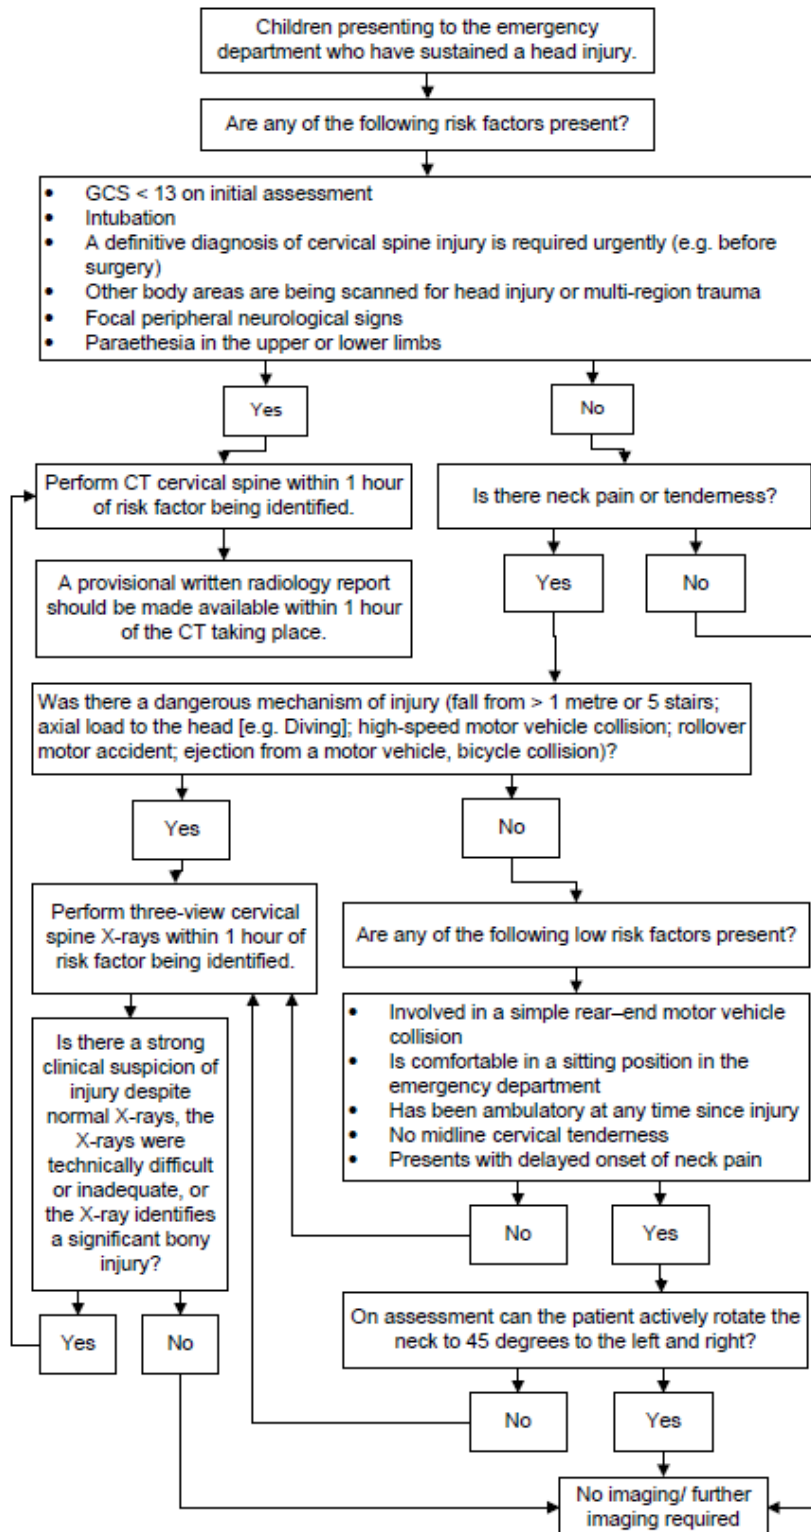 Children presenting to the emergency
department who have sustained a head injury.
Are any of the following risk factors present?
• GCS < 13 on initial assessment
• Intubation
• A definitive diagnosis of cervical spine injury is required urgently (e.g. before
surgery)
• Other body areas are being scanned for head injury or multi-region trauma
• Focal peripheral neurological signs
• Paraethesia in the upper or lower limbs
Yes
No
Perform CT cervical spine within 1 hour
of risk factor being identified.
Is there neck pain or tenderness?
A provisional written radiology report
should be made available within 1 hour
of the CT taking place.
Yes
No
Was there a dangerous mechanism of injury (fall from > 1 metre or 5 stairs;
axial load to the head [e.g. Diving]; high-speed motor vehicle collision; rollover
motor accident; ejection from a motor vehicle, bicycle collision)?
Yes
No
Perform three-view cervical
spine X-rays within 1 hour of
risk factor being identified.
Are any of the following low risk factors present?
• Involved in a simple rear–end motor vehicle
collision
• Is comfortable in a sitting position in the
emergency department
• Has been ambulatory at any time since injury
• No midline cervical tenderness
• Presents with delayed onset of neck pain
Is there a strong
clinical suspicion of
injury despite
normal X-rays, the
X-rays were
technically difficult
or inadequate, or
the X-ray identifies
a significant bony
injury?
No
Yes
On assessment can the patient actively rotate the
neck to 45 degrees to the left and right?
Yes
No
No
Yes
No imaging/ further
imaging required